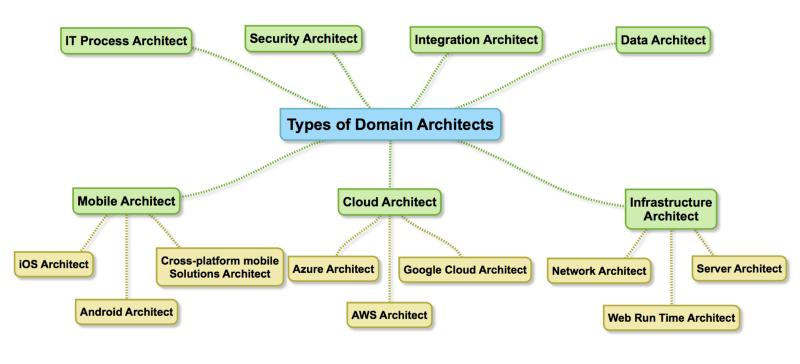 IT Process Architect
Security Architect
Integration Architect
Data Architect
Types of Domain Architects
Mobile Architect
Cloud Architect
Infrastructure
Architect
iOS Architect
Cross-platform mobile
Solutions Architect
Android Architect
Azure Architect
Google Cloud Architect
AWS Architect
Network Architect
Server Architect
Web Run Time Architect